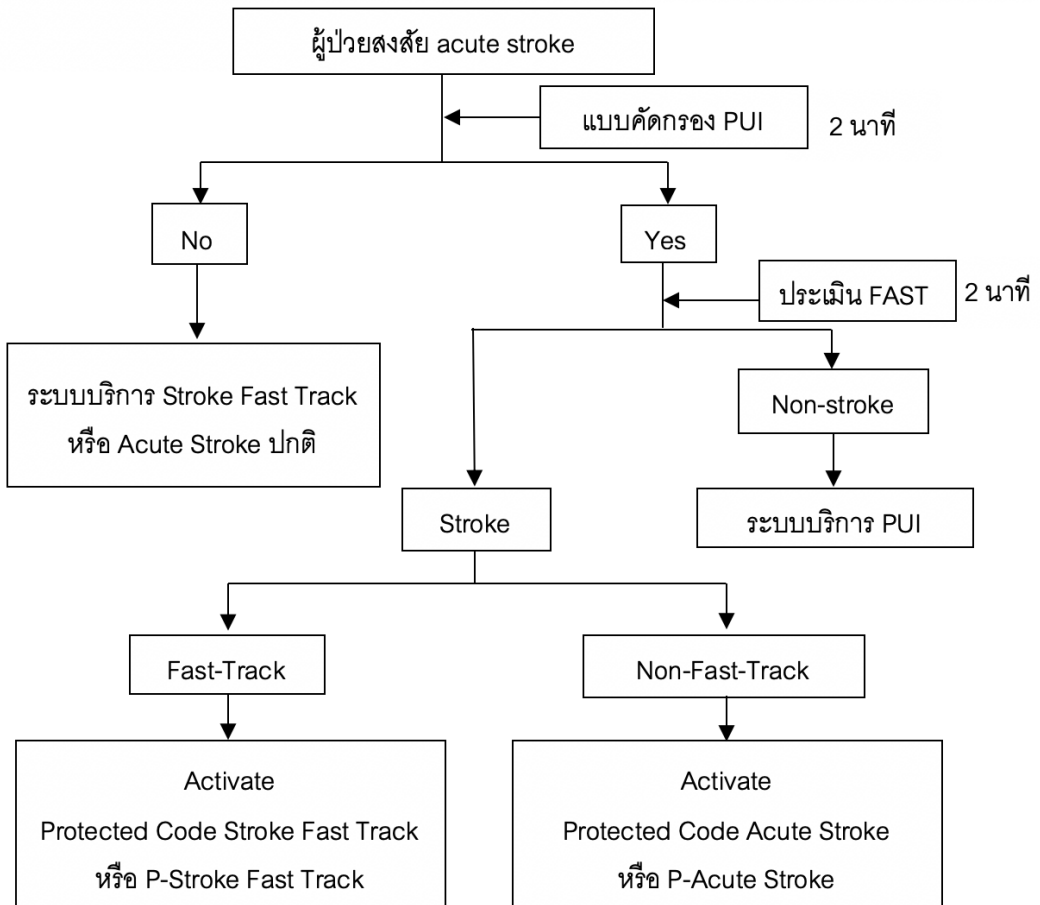 ผู้ป่วยสงสัย acute stroke
แบบคัดกรอง PUI
2 นาที
No
Yes
ประเมิน FAST
2 นาที
ระบบบริการ Stroke Fast Track
หรือ Acute Stroke ปกติ
Non-stroke
Stroke
ระบบบริการ PUI
Fast-Track
Non-Fast-Track
Activate
Protected Code Stroke Fast Track
หรือ P-Stroke Fast Track
Activate
Protected Code Acute Stroke
หรือ P-Acute Stroke